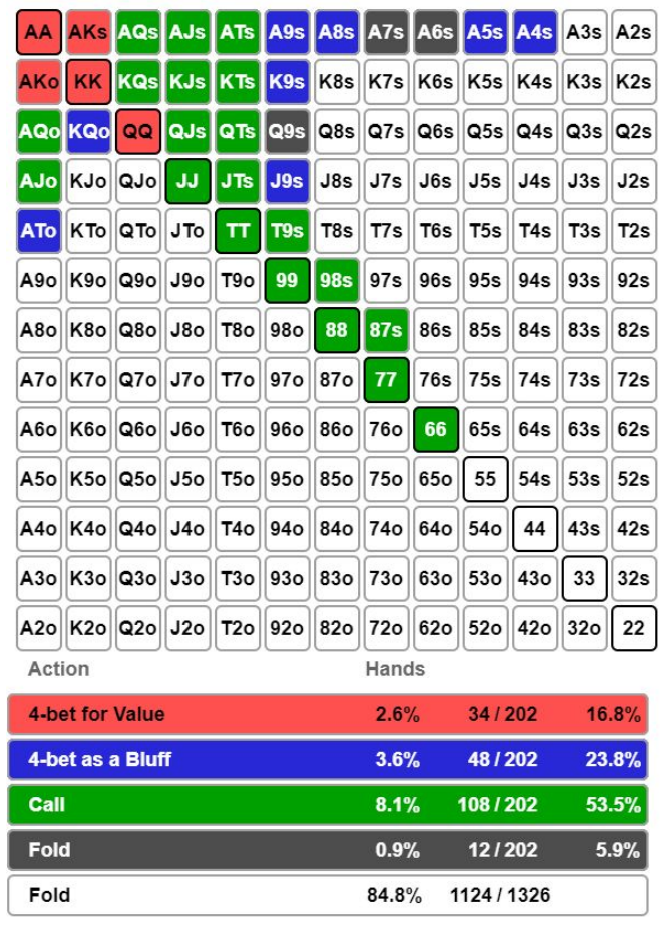 AA AKs AQs AJs ATs A9s A8s A7s A6s A5s A4s A3s A2s
AKo KK KQs KJs KTs K9s K8s K7s K6s K5s K4s K3s K2s
AQo KQo QQ QJs QTs Q9s Q8s Q7s Q6s Q5s Q4s Q3s Q2s
AJo KJo QJo JJ JTs J9s J8s J7s J6s J5s J4s J3s J2s
ATo KTo QTo JTo TT T9s T8s T7s T6s T5s T4s T3s T2s
A9o K9o Q9o J9o T9o 99 98s 97s 96s 95s 94s 93s 92s
A8o K8o Q8o J8o T8o 98o 88 87s 86s 85s 84s 83s 82s
A7o K7o Q7o J7o T7o 97o 87o 77 76s 75s 74s 73s 72s
A6o K6o Q6o J6o T6o 96o 86o 76o 66 65s 64s 63s 62s
A5o K5o Q5o J5o T5o 95o 85o 75o 65o 55 54s 53s 52s
A4o K4o Q4o J4o T4o 94o 84o 74o 64o 54o 44 43s 42s
A3o K3o Q3o J3o T3o 93o 83o 73o 63o 53o 43o 33 32s
A2o K2o Q2o J2o T2o 92o 82o 72o 62o 52o 42o 32o 22
Action Hands
4-bet for Value 2.6% 34 / 202 16.8%
4-bet as a Bluff 3.6% 48 / 202 23.8%
Call 8.1% 108 / 202 53.5%
Fold 0.9% 12 / 202 5.9%
Fold 84.8% 1124 / 1326